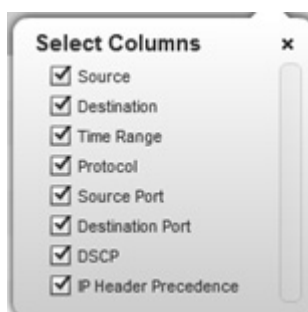 Select Columns ×
Source
Destination
Time Range
Protocol
Source Port
Destination Port
DSCP
IP Header Precedence